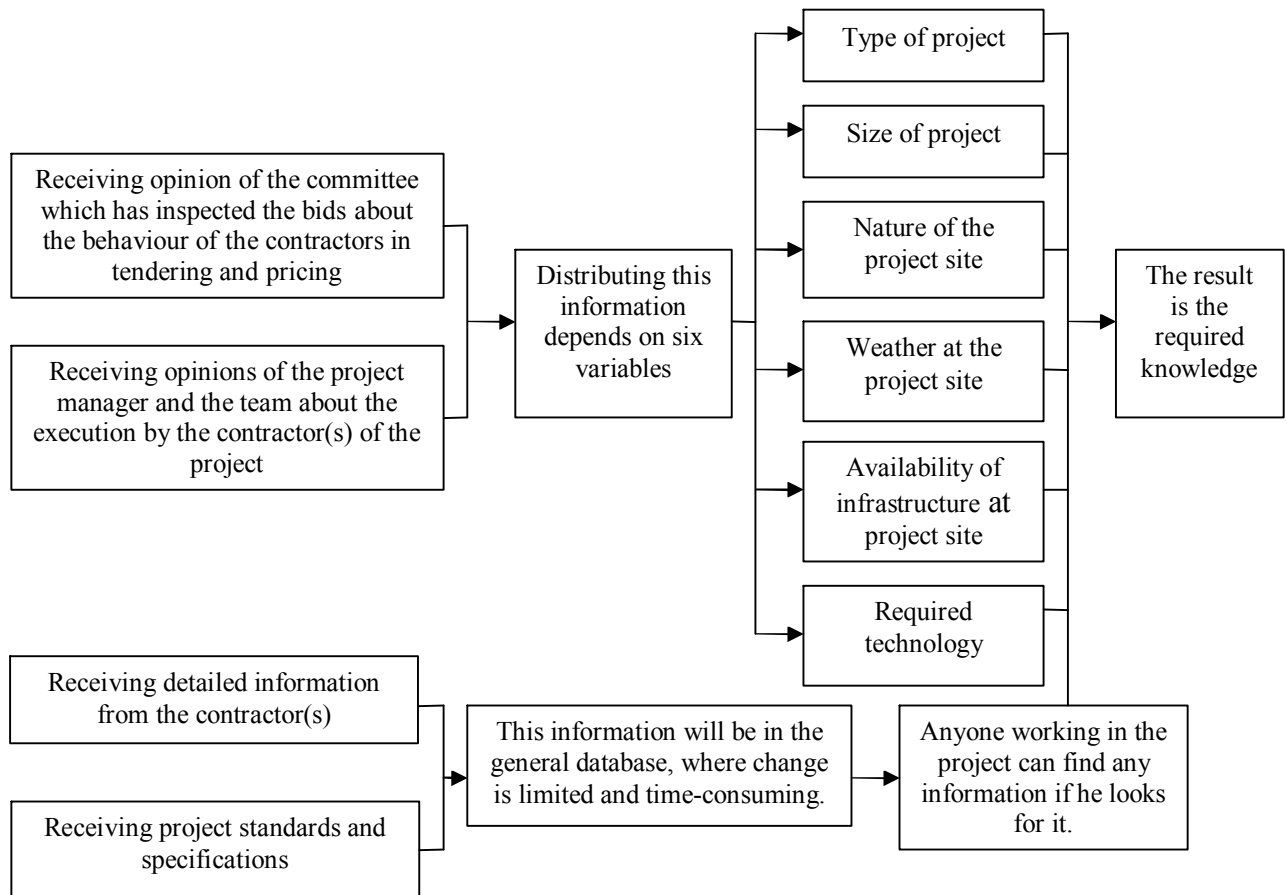 Receiving opinion of the committee
which has inspected the bids about
the behaviour of the contractors in
tendering and pricing
Receiving opinions of the project
manager and the team about the
execution by the contractor(s) of the
project
Distributing this
information
depends on six
variables
Type of project
Size of project
Nature of the
project site
Weather at the
project site
Availability of
infrastructure at
project site
Required
technology
The result
is the
required
knowledge
Receiving detailed information
from the contractor(s)
Receiving project standards and
specifications
This information will be in the
general database, where change
is limited and time-consuming.
Anyone working in the
project can find any
information if he looks
for it.